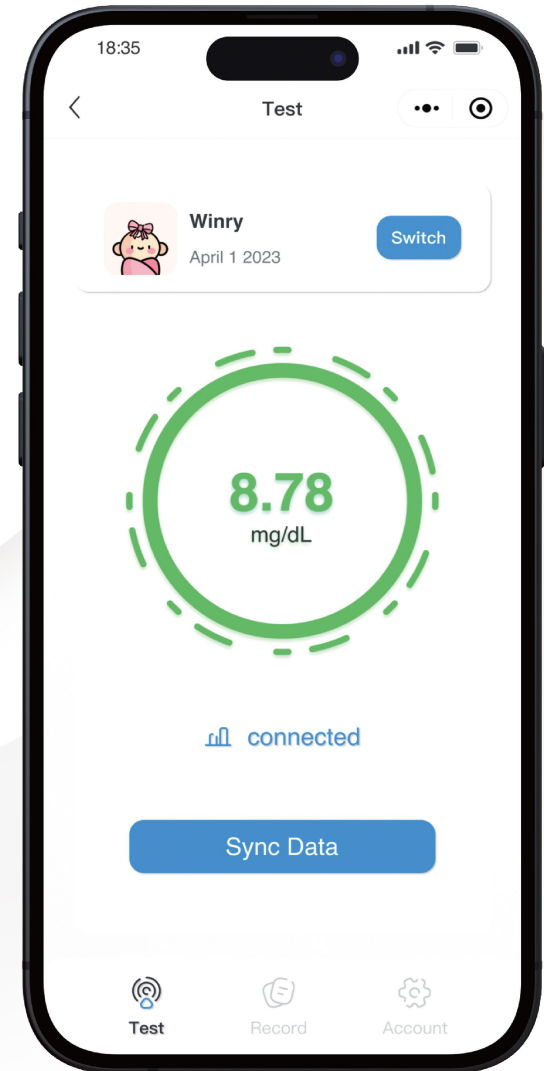 18:35
Test
Winry
April 1 2023
Switch
8.78
mg/dL
connected
Sync Data
Test
Record
Account